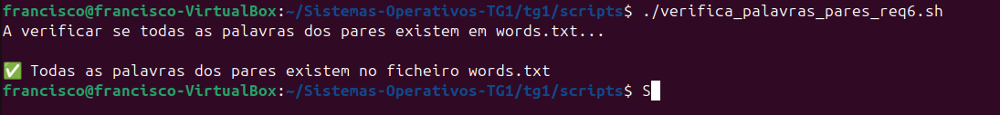 francisco@francisco-VirtualBox:~/Sistemas-Operativos-TG1/tg1/scripts$ ./verifica_palavras_pares_req6.sh
A verificar se todas as palavras dos pares existem em words.txt...
✅ Todas as palavras dos pares existem no ficheiro words.txt
francisco@francisco-VirtualBox:~/Sistemas-Operativos-TG1/tg1/scripts$ S